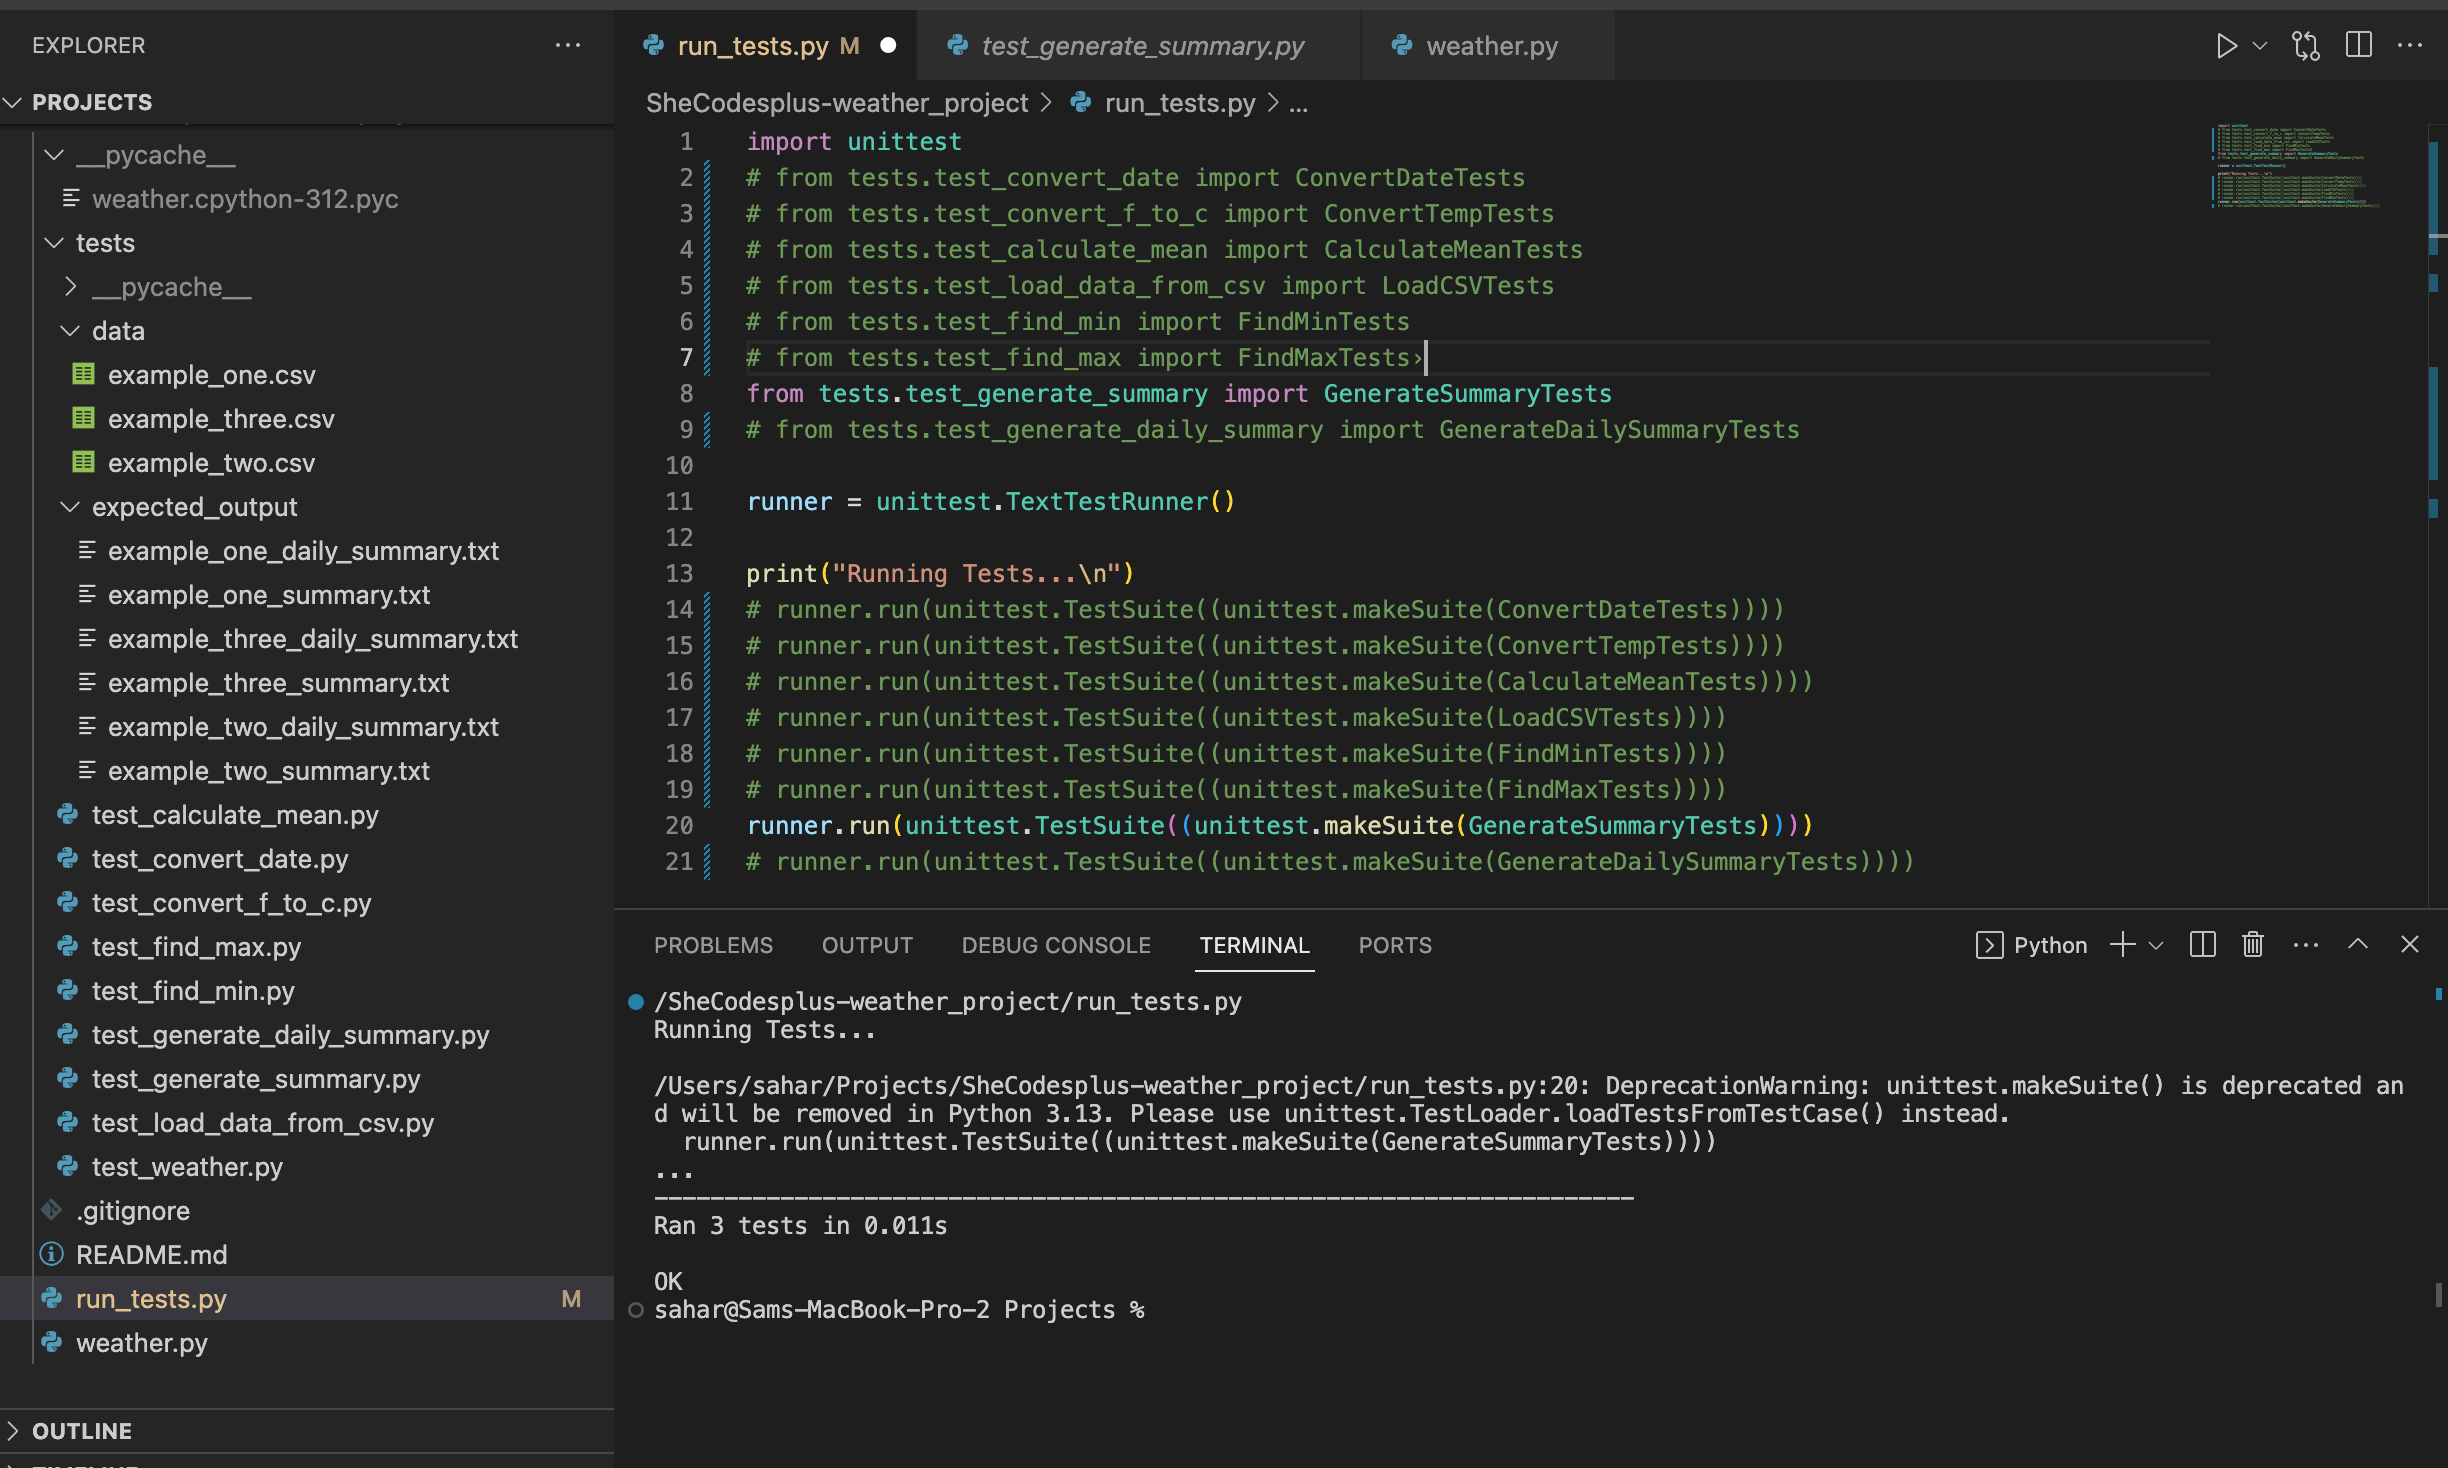 EXPLORER
PROJECTS
__pycache__
weather.cpython-312.pyc
tests
__pycache__
data
example_one.csv
example_three.csv
example_two.csv
expected_output
example_one_daily_summary.txt
example_one_summary.txt
example_three_daily_summary.txt
example_three_summary.txt
example_two_daily_summary.txt
example_two_summary.txt
test_calculate_mean.py
test_convert_date.py
test_convert_f_to_c.py
test_find_max.py
test_find_min.py
test_generate_daily_summary.py
test_generate_summary.py
test_load_data_from_csv.py
test_weather.py
.gitignore
README.md
run_tests.py M
weather.py
OUTLINE
run_tests.py M
test_generate_summary.py
weather.py
SheCodesplus-weather_project > run_tests.py > ...
1 import unittest
2 # from tests.test_convert_date import ConvertDateTests
3 # from tests.test_convert_f_to_c import ConvertTempTests
4 # from tests.test_calculate_mean import CalculateMeanTests
5 # from tests.test_load_data_from_csv import LoadCSVTests
6 # from tests.test_find_min import FindMinTests
7 # from tests.test_find_max import FindMaxTests›
8 from tests.test_generate_summary import GenerateSummaryTests
9 # from tests.test_generate_daily_summary import GenerateDailySummaryTests
10
11 runner = unittest.TextTestRunner()
12
13 print("Running Tests...\n")
14 # runner.run(unittest.TestSuite((unittest.makeSuite(ConvertDateTests))))
15 # runner.run(unittest.TestSuite((unittest.makeSuite(ConvertTempTests))))
16 # runner.run(unittest.TestSuite((unittest.makeSuite(CalculateMeanTests))))
17 # runner.run(unittest.TestSuite((unittest.makeSuite(LoadCSVTests))))
18 # runner.run(unittest.TestSuite((unittest.makeSuite(FindMinTests))))
19 # runner.run(unittest.TestSuite((unittest.makeSuite(FindMaxTests))))
20 runner.run(unittest.TestSuite((unittest.makeSuite(GenerateSummaryTests))))
21 # runner.run(unittest.TestSuite((unittest.makeSuite(GenerateDailySummaryTests))))
PROBLEMS OUTPUT DEBUG CONSOLE TERMINAL PORTS
Python
/SheCodesplus-weather_project/run_tests.py
Running Tests...
/Users/sahar/Projects/SheCodesplus-weather_project/run_tests.py:20: DeprecationWarning: unittest.makeSuite() is deprecated an
d will be removed in Python 3.13. Please use unittest.TestLoader.loadTestsFromTestCase() instead.
runner.run(unittest.TestSuite((unittest.makeSuite(GenerateSummaryTests))))
...
----------------------------------------------------------------------
Ran 3 tests in 0.011s
OK
sahar@Sams-MacBook-Pro-2 Projects %